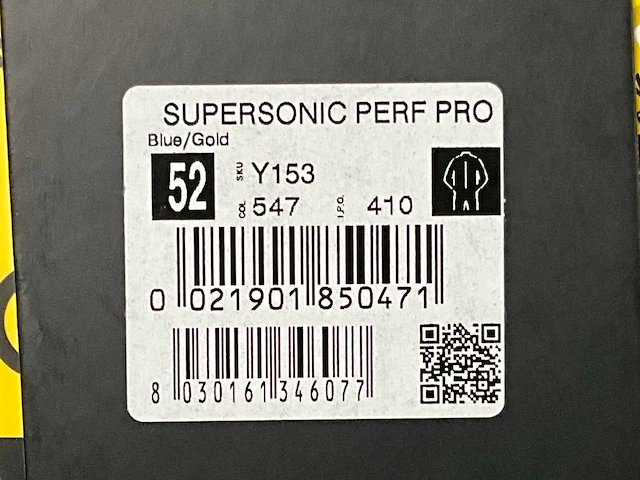 SUPERSONIC PERF PRO
Blue/Gold
52
SKU Y153
COL 547 I.P.O. 410
0 021901 850471
8 030161 346077